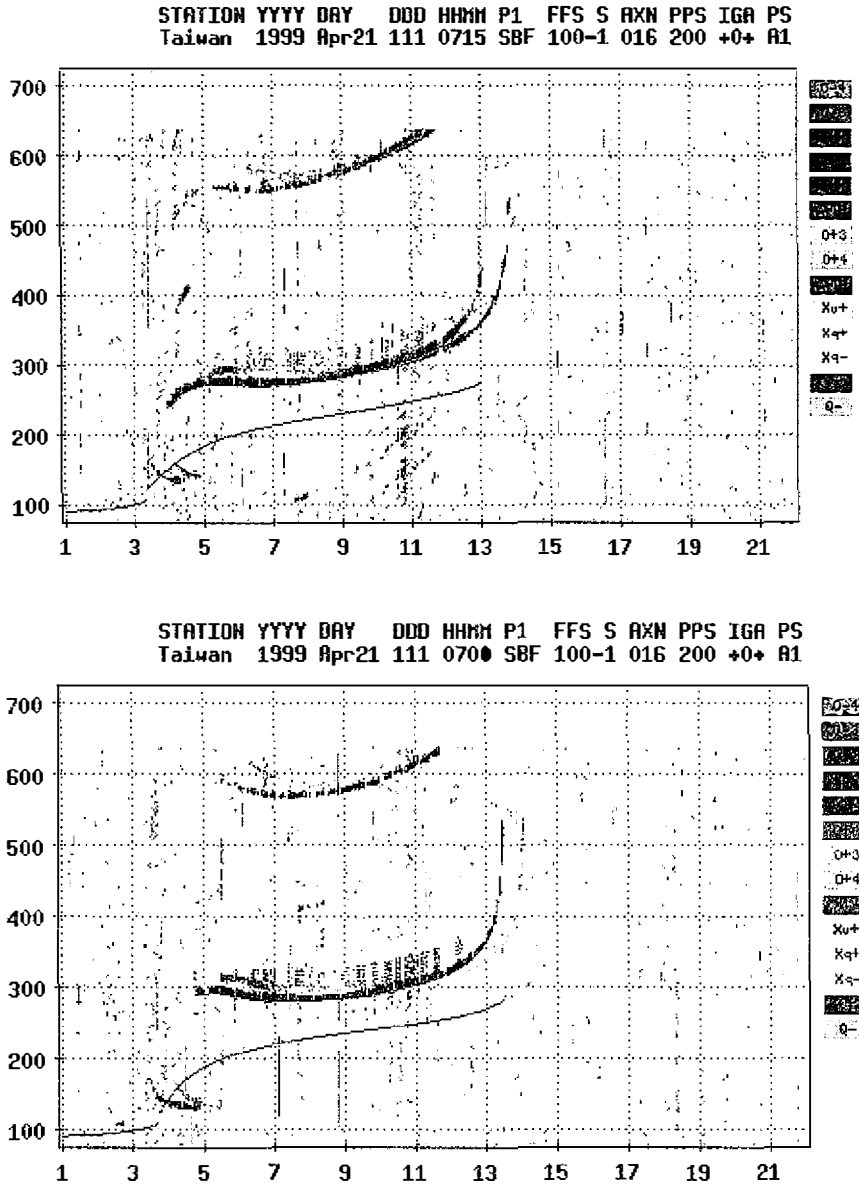 STATION YYYY DAY DDD HHMM P1 FFS S AXN PPS IGA PS
Taiwan 1999 Apr21 111 0715 SBF 100-1 016 200 +0+ A1
700
600
500
400
300
200
100
1 3 5 7 9 11 13 15 17 19 21
O+3
O+4
Xu+
Xq+
Xq-
O-
STATION YYYY DAY DDD HHMM P1 FFS S AXN PPS IGA PS
Taiwan 1999 Apr21 111 0700 SBF 100-1 016 200 +0+ A1
700
600
500
400
300
200
100
1 3 5 7 9 11 13 15 17 19 21
O-4
O+3
O+4
Xu+
Xq+
Xq-
O-